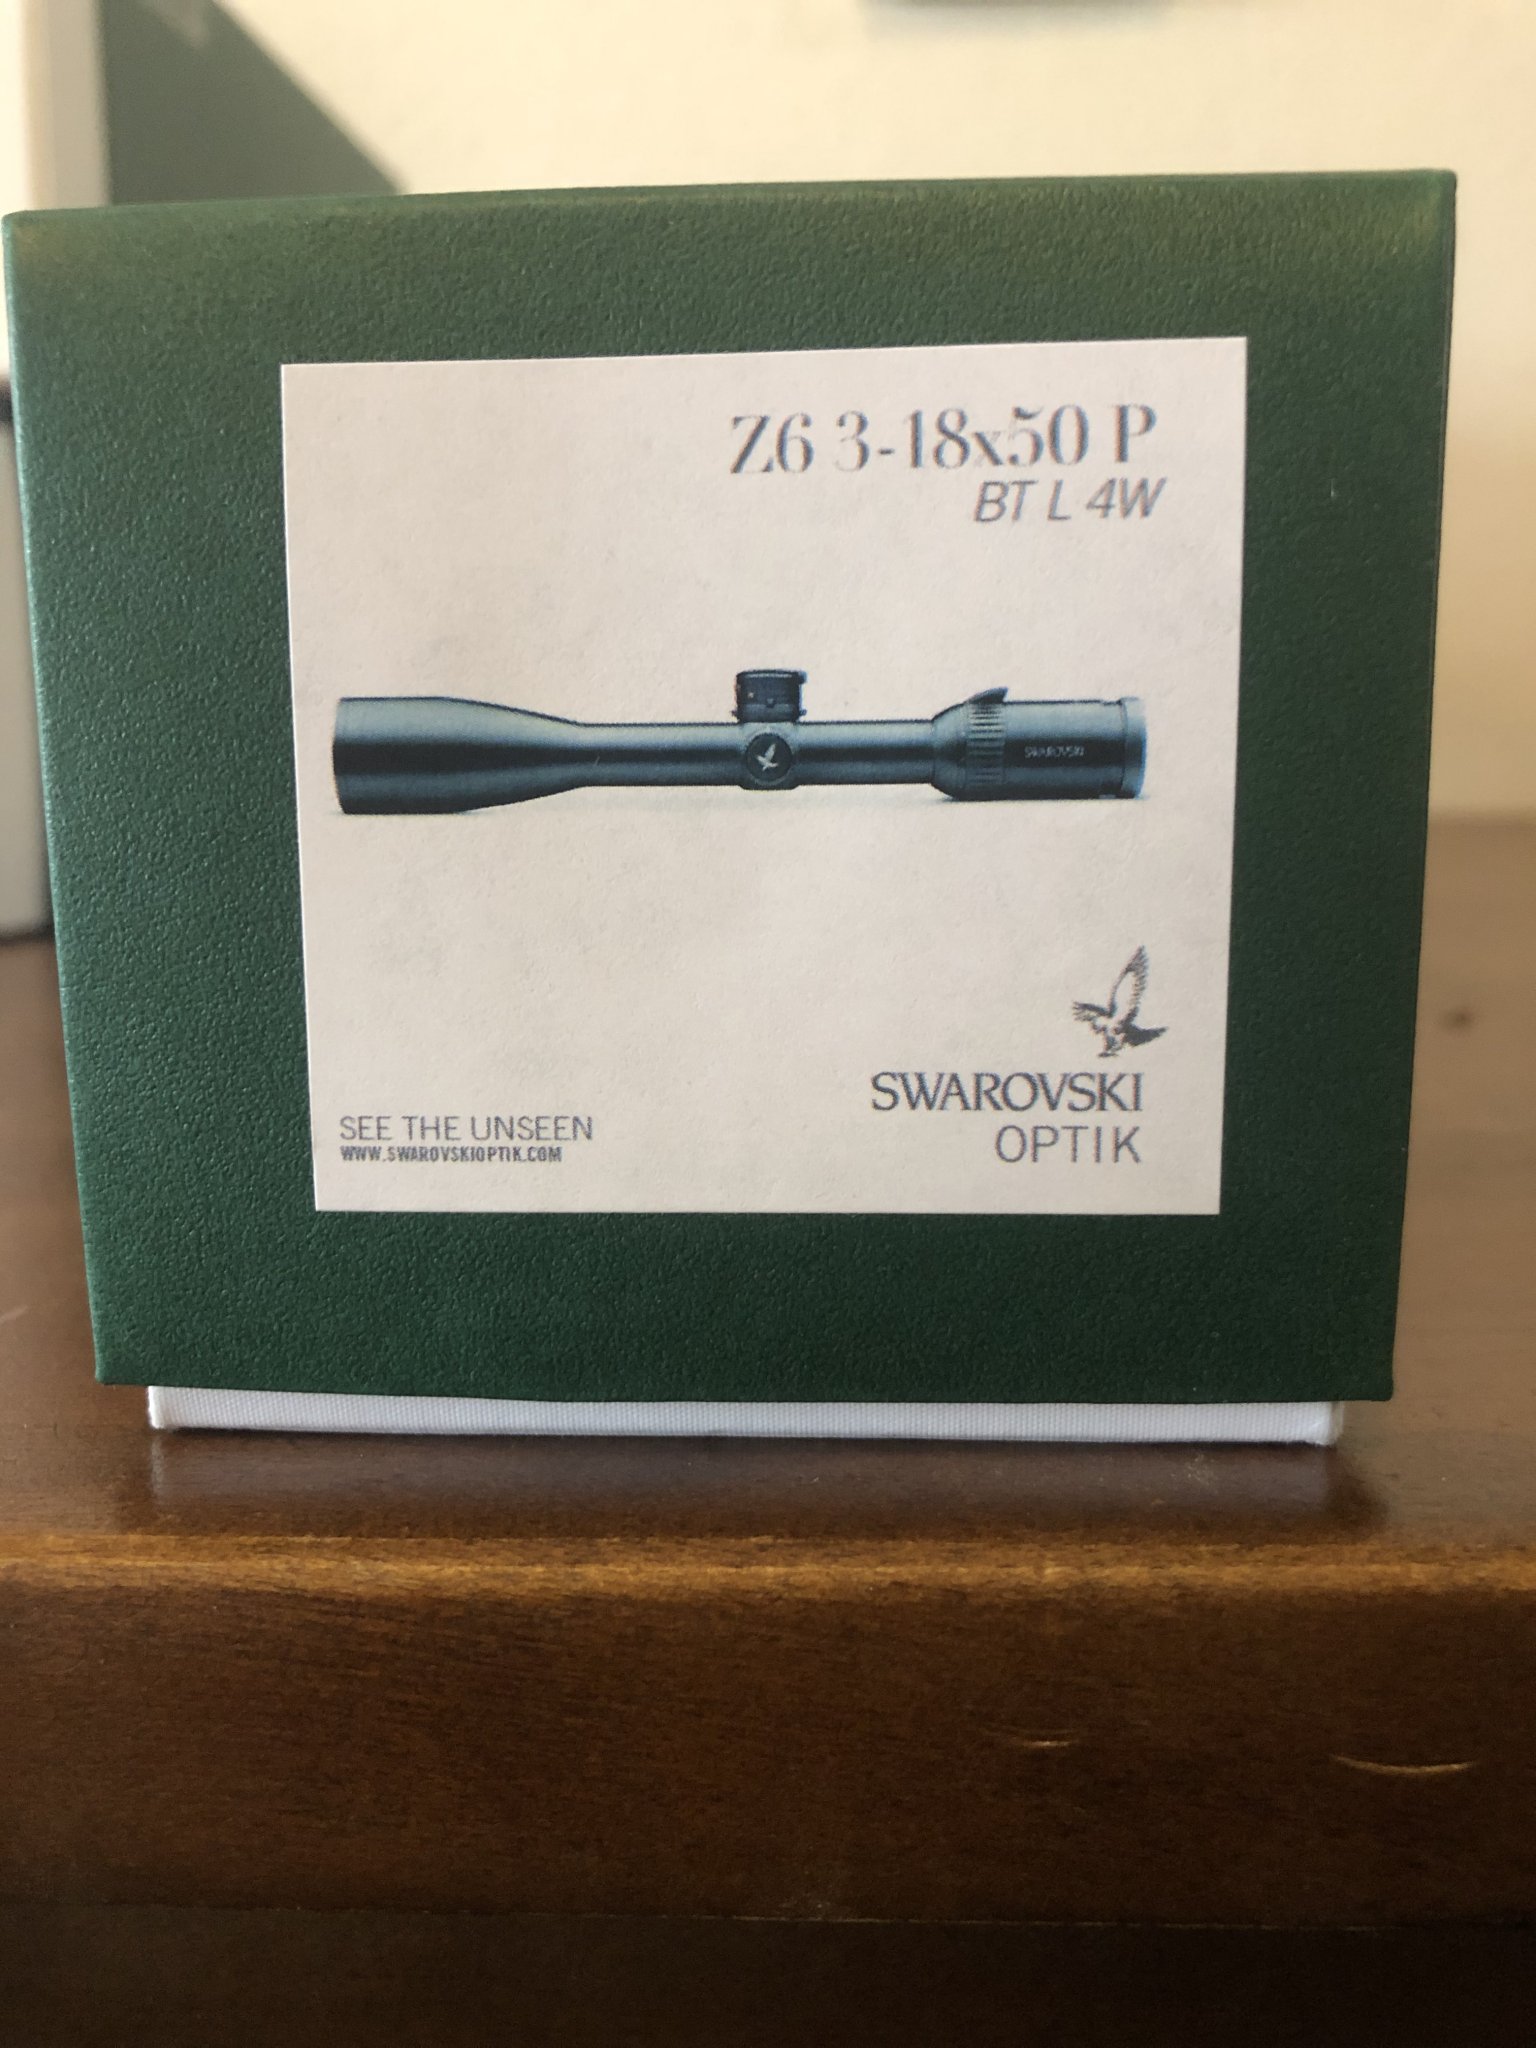 Z6 3-18x50 P
BT L 4W
SWAROVSKI
SWAROVSKI
OPTIK
SEE THE UNSEEN
WWW.SWAROVSKIOPTIK.COM